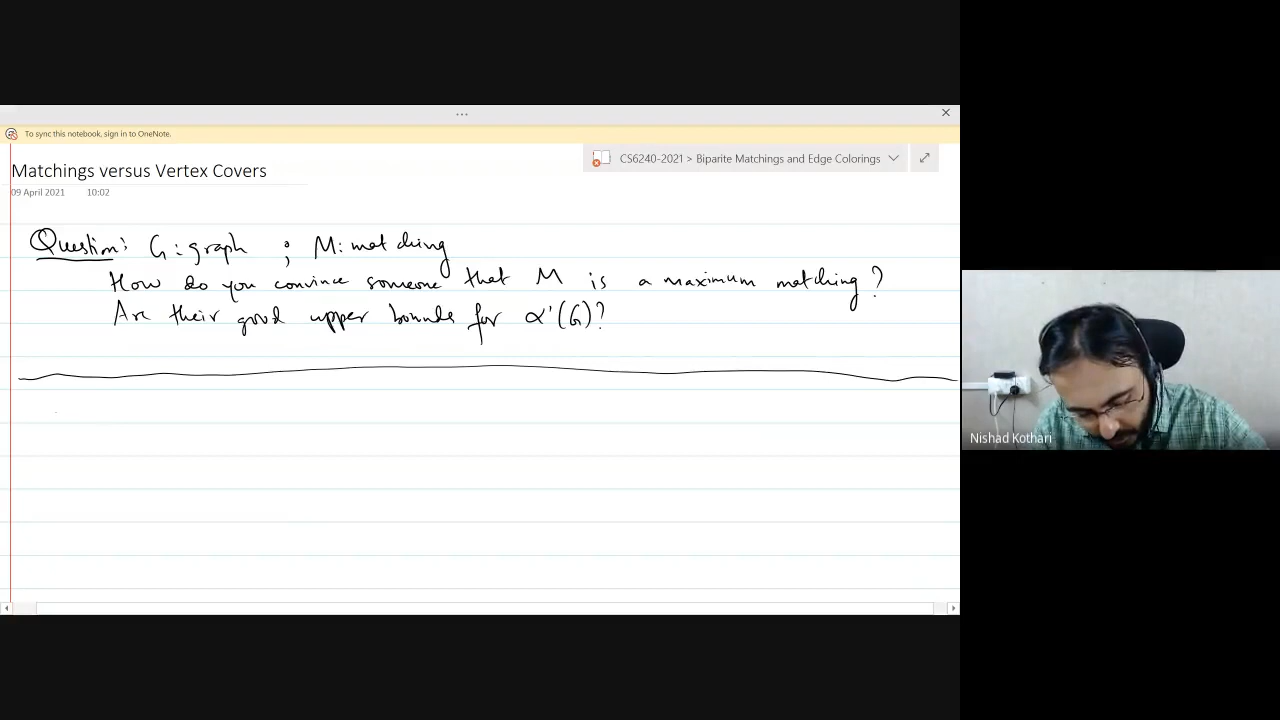 To sync this notebook, sign in to OneNote.
CS6240-2021 > Biparite Matchings and Edge Colorings
Matchings versus Vertex Covers
09 April 2021 10:02
Question: G: graph ; M: matching
How do you convince someone that M is a maximum matching?
Are their good upper bounds for α'(G)?
Nishad Kothari